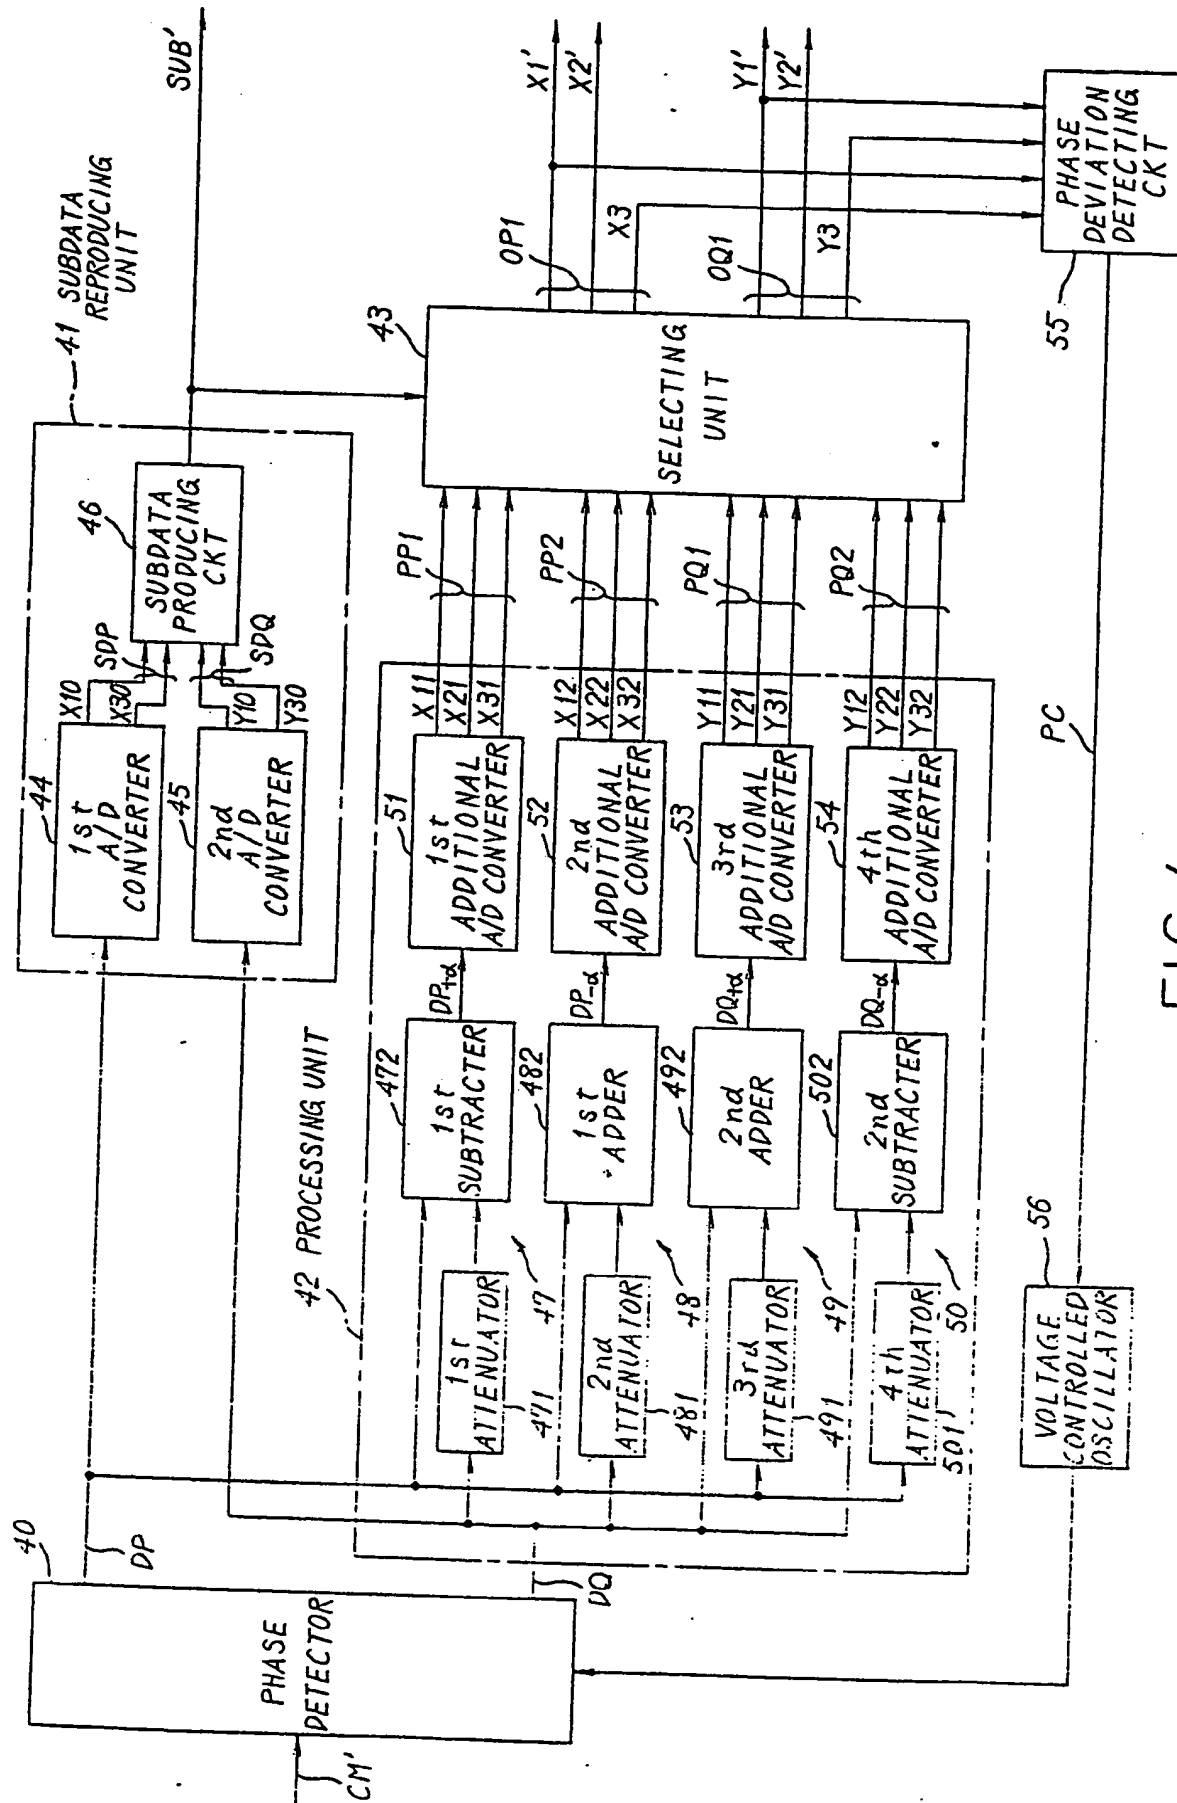 CM'
PHASE
DETECTOR
40
DP
DQ
41 SUBDATA
REPRODUCING
UNIT
44
1st
A/D
CONVERTER
45
2nd
A/D
CONVERTER
X10
X30
Y10
Y30
SDP
SDQ
46
SUBDATA
PRODUCING
CKT
SUB'
42 PROCESSING UNIT
1st
ATTENUATOR
471
47
472
1st
SUBTRACTER
DP+α
51
1st
ADDITIONAL
A/D CONVERTER
X11
X21
X31
PP1
2nd
ATTENUATOR
481
48
482
1st
ADDER
DP-α
52
2nd
ADDITIONAL
A/D CONVERTER
X12
X22
X32
PP2
3rd
ATTENUATOR
491
49
492
2nd
ADDER
DQ+α
53
3rd
ADDITIONAL
A/D CONVERTER
Y11
Y21
Y31
PQ1
4th
ATTENUATOR
501
50
502
2nd
SUBTRACTER
DQ-α
54
4th
ADDITIONAL
A/D CONVERTER
Y12
Y22
Y32
PQ2
43
SELECTING
UNIT
OP1
X1'
X2'
X3
OQ1
Y1'
Y2'
Y3
55
PHASE
DEVIATION
DETECTING
CKT
PC
56
VOLTAGE
CONTROLLED
OSCILLATOR